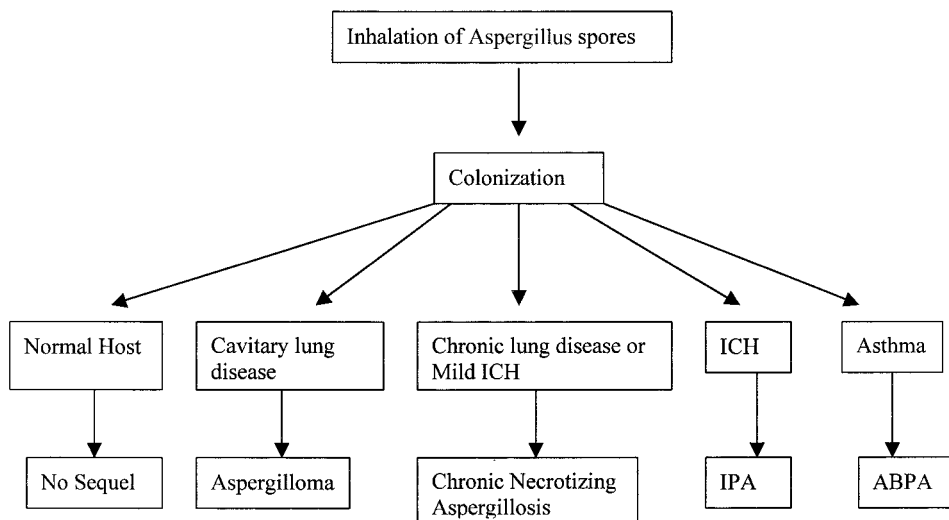 Inhalation of Aspergillus spores
Colonization
Normal Host
Cavitary lung
disease
Chronic lung disease or
Mild ICH
ICH
Asthma
No Sequel
Aspergilloma
Chronic Necrotizing
Aspergillosis
IPA
ABPA